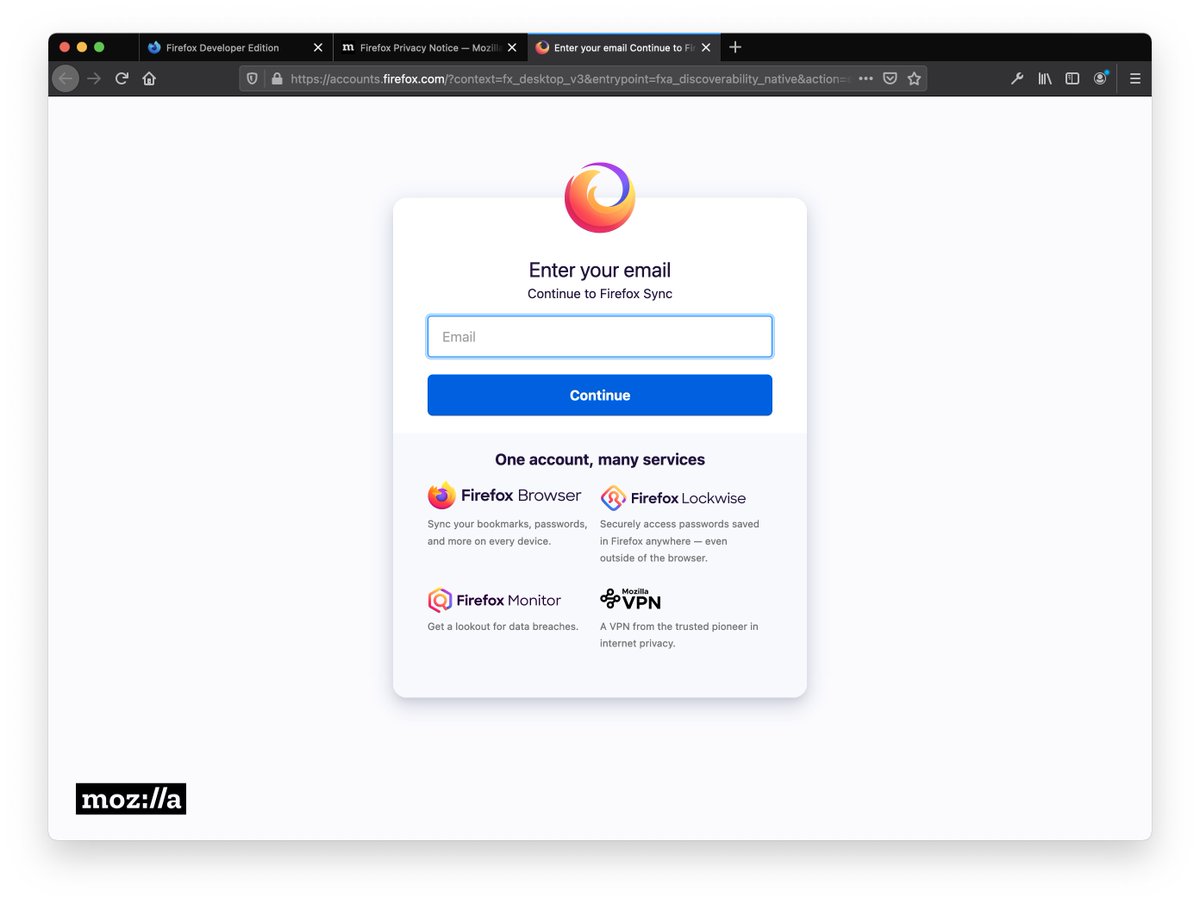 Firefox Developer Edition
Firefox Privacy Notice — Mozill
Enter your email Continue to Fir
https://accounts.firefox.com/?context=fx_desktop_v3&entrypoint=fxa_discoverability_native&action=
Enter your email
Continue to Firefox Sync
Email
Continue
One account, many services
Firefox Browser
Sync your bookmarks, passwords,
and more on every device.
Firefox Lockwise
Securely access passwords saved
in Firefox anywhere — even
outside of the browser.
Firefox Monitor
Get a lookout for data breaches.
Mozilla
VPN
A VPN from the trusted pioneer in
internet privacy.
moz://a